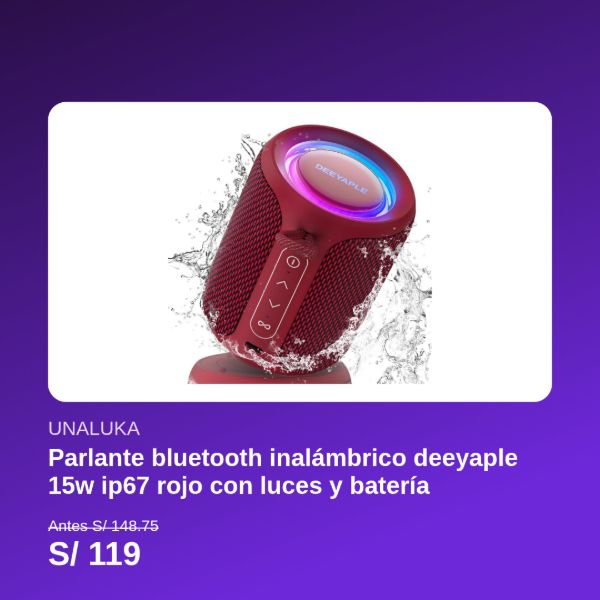 DEEYAPLE
UNALUKA
Parlante bluetooth inalámbrico deeyaple
15w ip67 rojo con luces y batería
Antes S/ 148.75
S/ 119